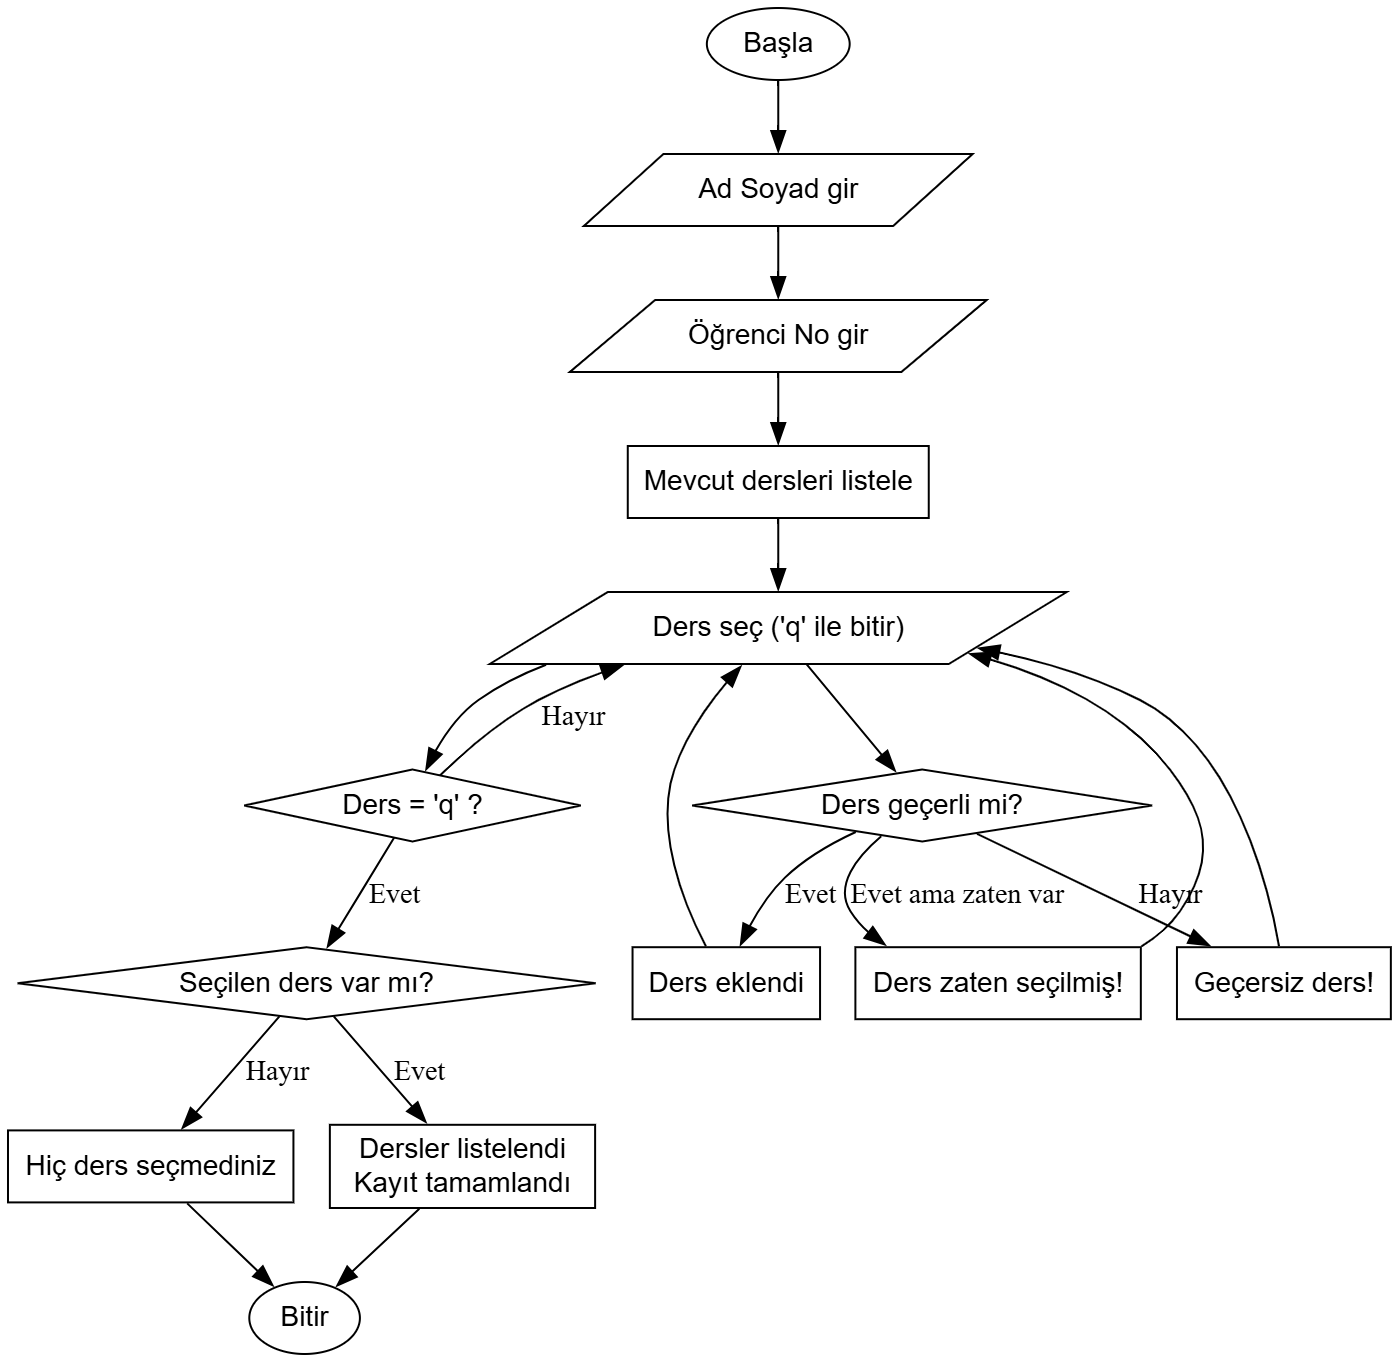 Başla
Ad Soyad gir
Öğrenci No gir
Mevcut dersleri listele
Ders seç ('q' ile bitir)
Hayır
Ders = 'q' ?
Ders geçerli mi?
Evet
Evet
Evet ama zaten var
Hayır
Seçilen ders var mı?
Ders eklendi
Ders zaten seçilmiş!
Geçersiz ders!
Hayır
Evet
Hiç ders seçmediniz
Dersler listelendi
Kayıt tamamlandı
Bitir